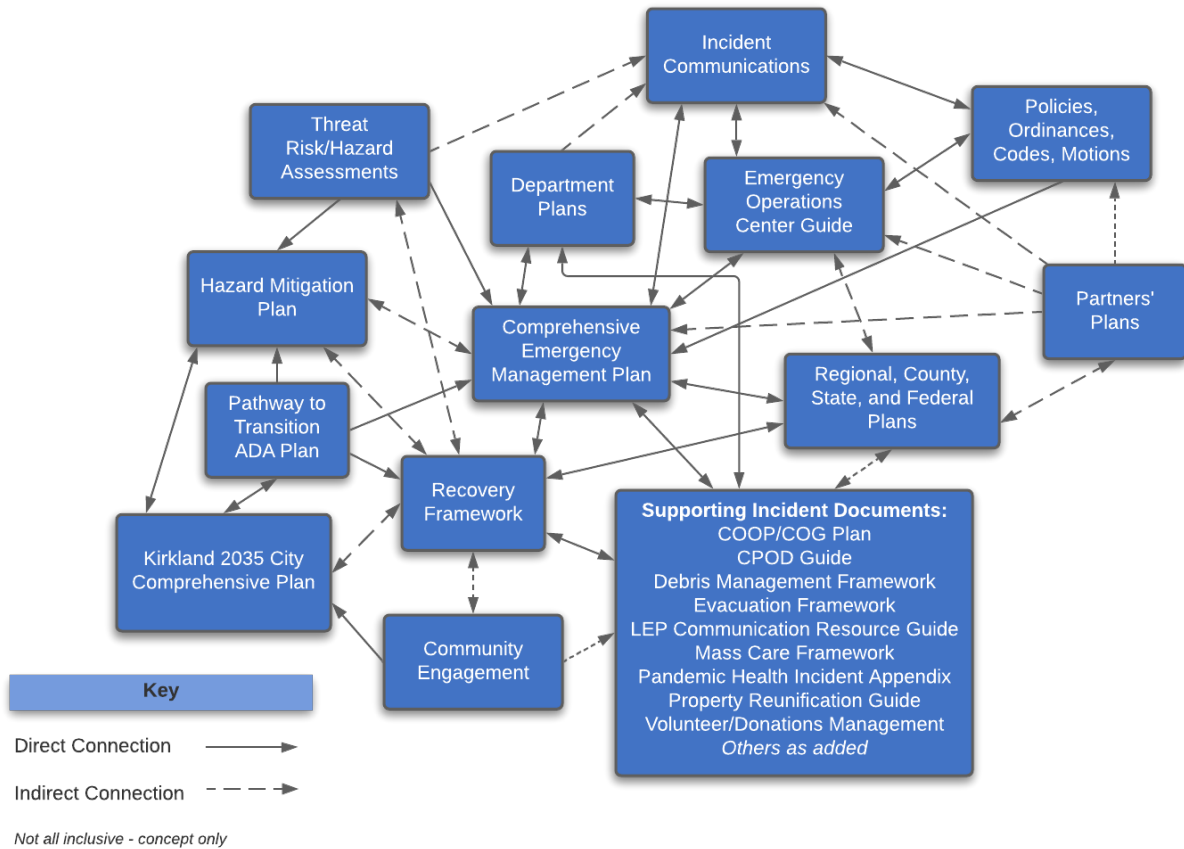 Incident
Communications
Threat
Risk/Hazard
Assessments
Policies,
Ordinances,
Codes, Motions
Department
Plans
Emergency
Operations
Center Guide
Hazard Mitigation
Plan
Partners'
Plans
Comprehensive
Emergency
Management Plan
Regional, County,
State, and Federal
Plans
Pathway to
Transition
ADA Plan
Recovery
Framework
Supporting Incident Documents:
COOP/COG Plan
CPOD Guide
Debris Management Framework
Evacuation Framework
LEP Communication Resource Guide
Mass Care Framework
Pandemic Health Incident Appendix
Property Reunification Guide
Volunteer/Donations Management
Others as added
Kirkland 2035 City
Comprehensive Plan
Community
Engagement
Key
Direct Connection
Indirect Connection
Not all inclusive - concept only